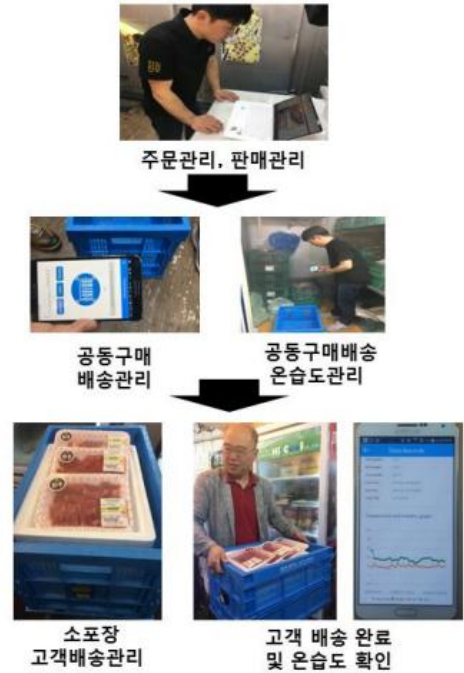 주문관리, 판매관리
공동구매
배송관리
공동구매배송
온습도관리
소포장
고객배송관리
고객 배송 완료
및 온습도 확인